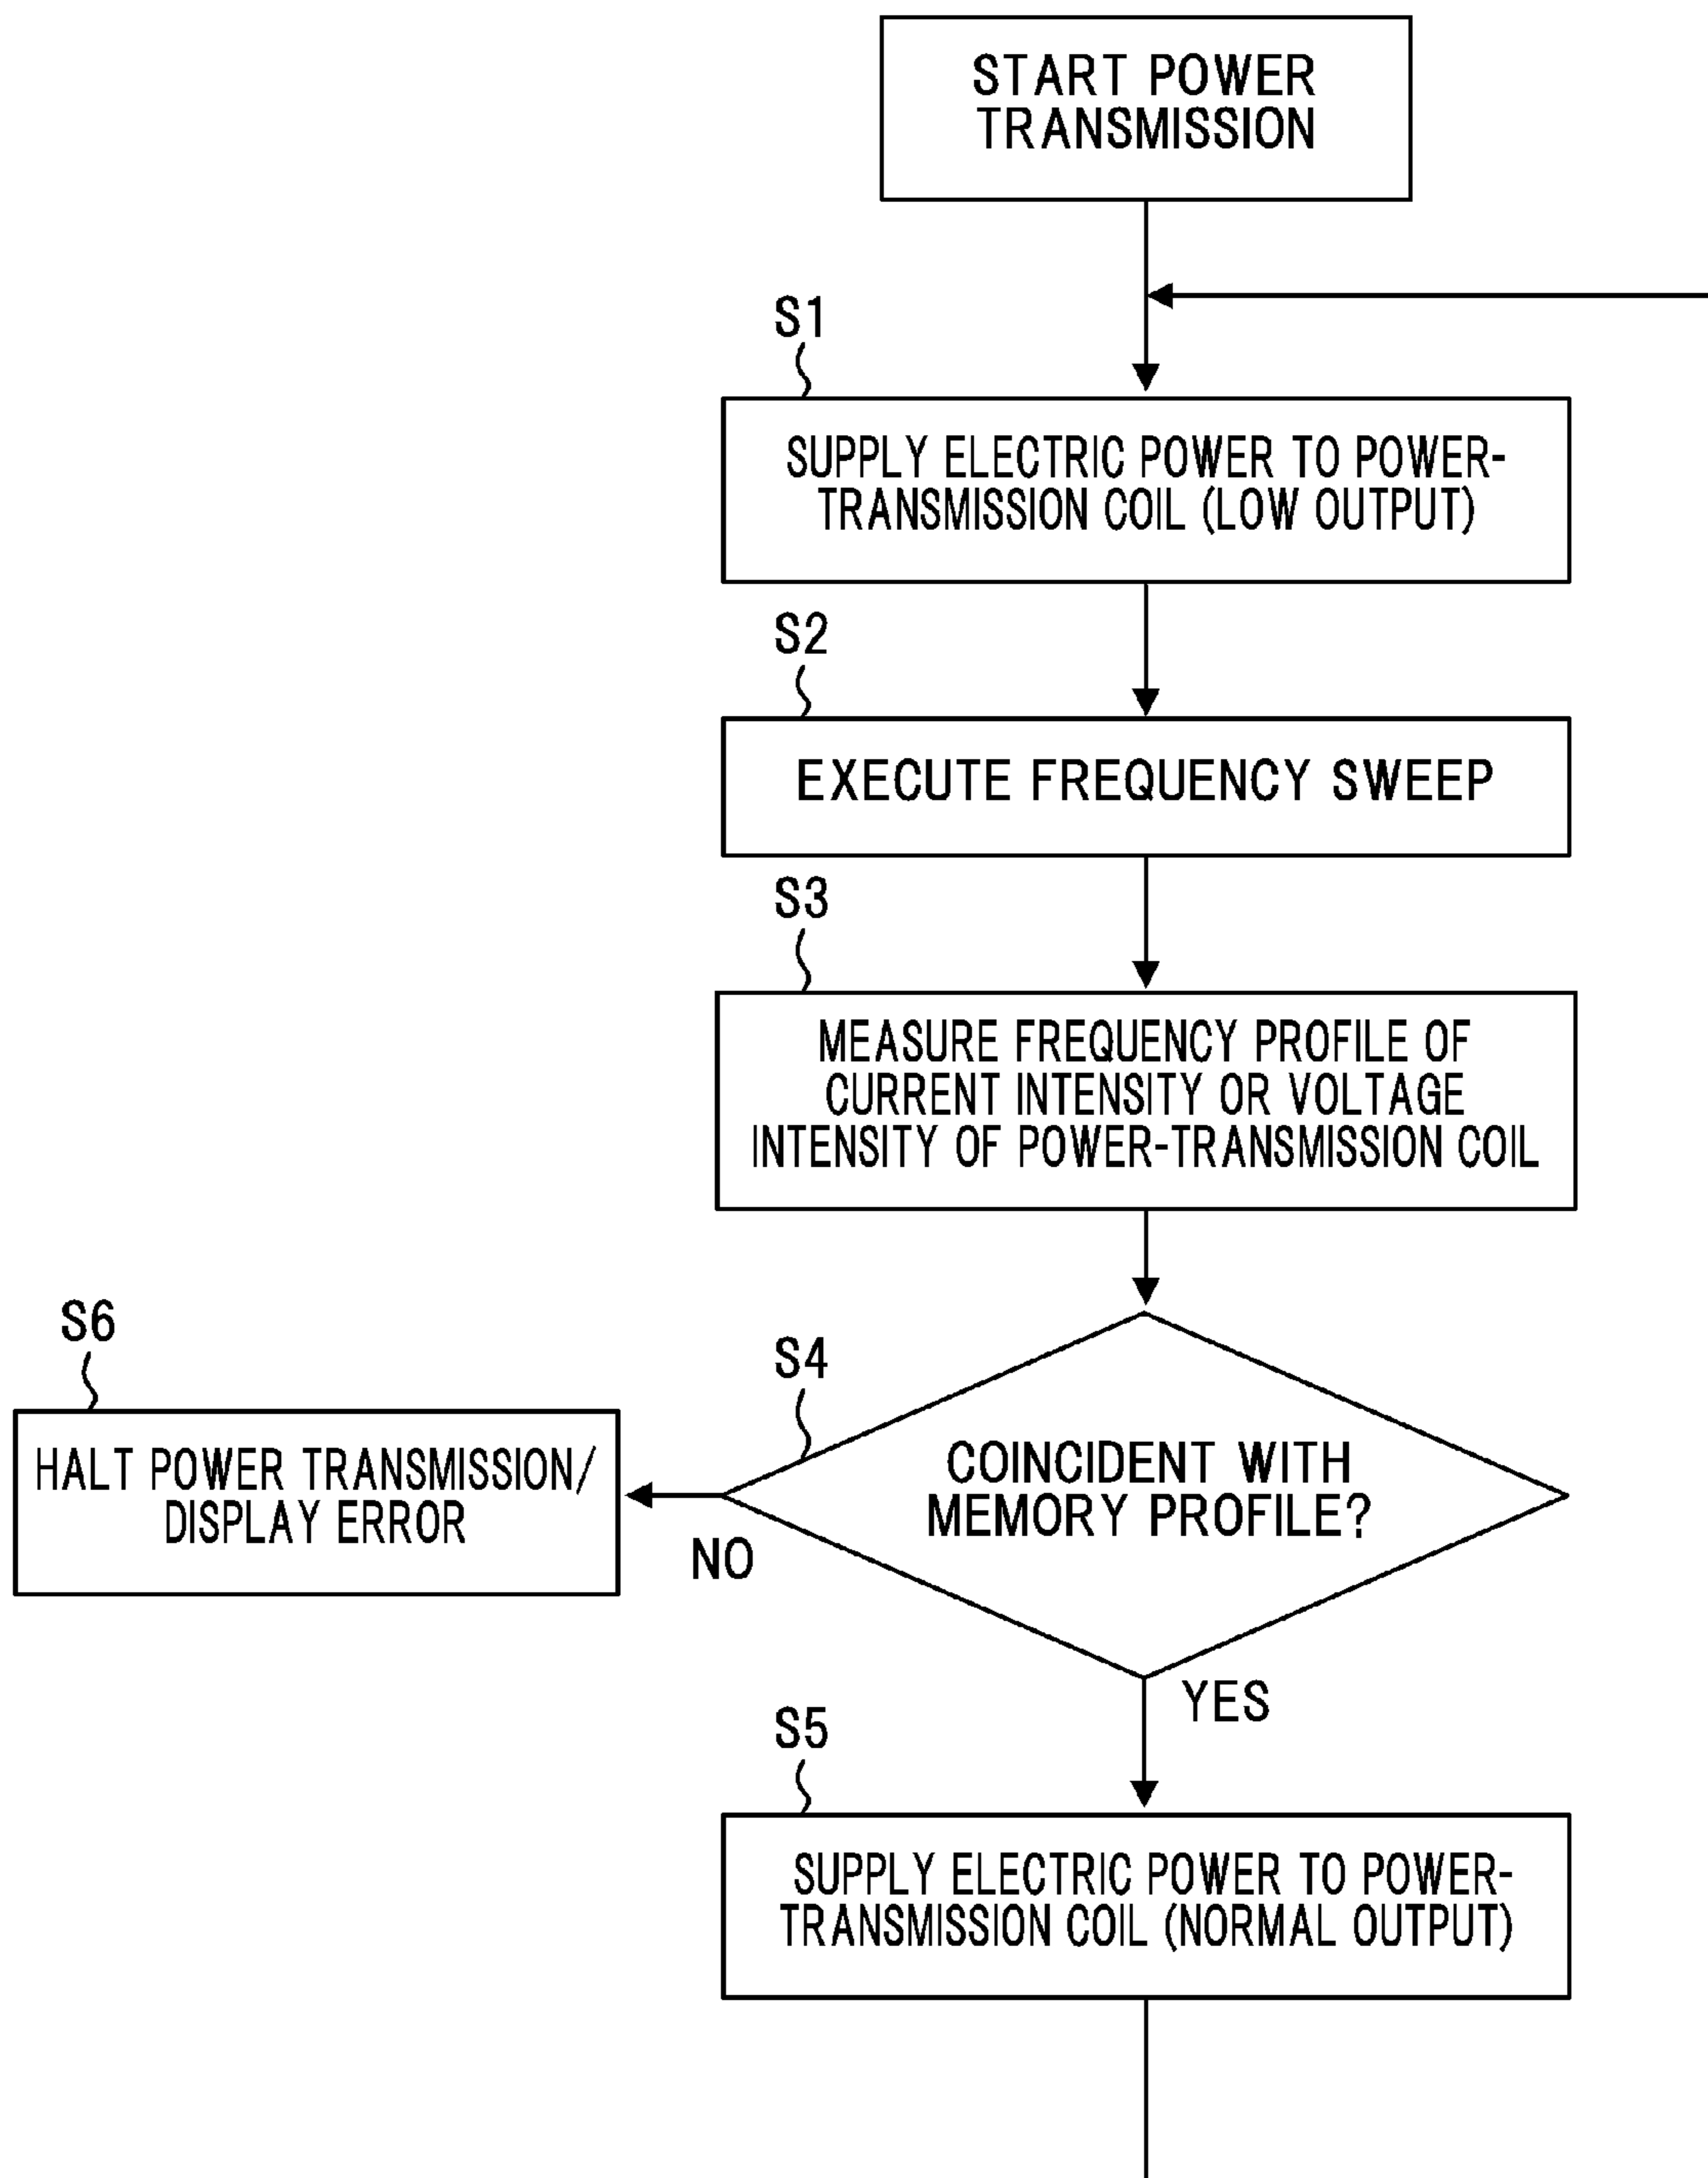 START POWER
TRANSMISSION
S1
SUPPLY ELECTRIC POWER TO POWER-
TRANSMISSION COIL (LOW OUTPUT)
S2
EXECUTE FREQUENCY SWEEP
S3
MEASURE FREQUENCY PROFILE OF
CURRENT INTENSITY OR VOLTAGE
INTENSITY OF POWER-TRANSMISSION COIL
S4
COINCIDENT WITH
MEMORY PROFILE?
NO
S6
HALT POWER TRANSMISSION/
DISPLAY ERROR
YES
S5
SUPPLY ELECTRIC POWER TO POWER-
TRANSMISSION COIL (NORMAL OUTPUT)